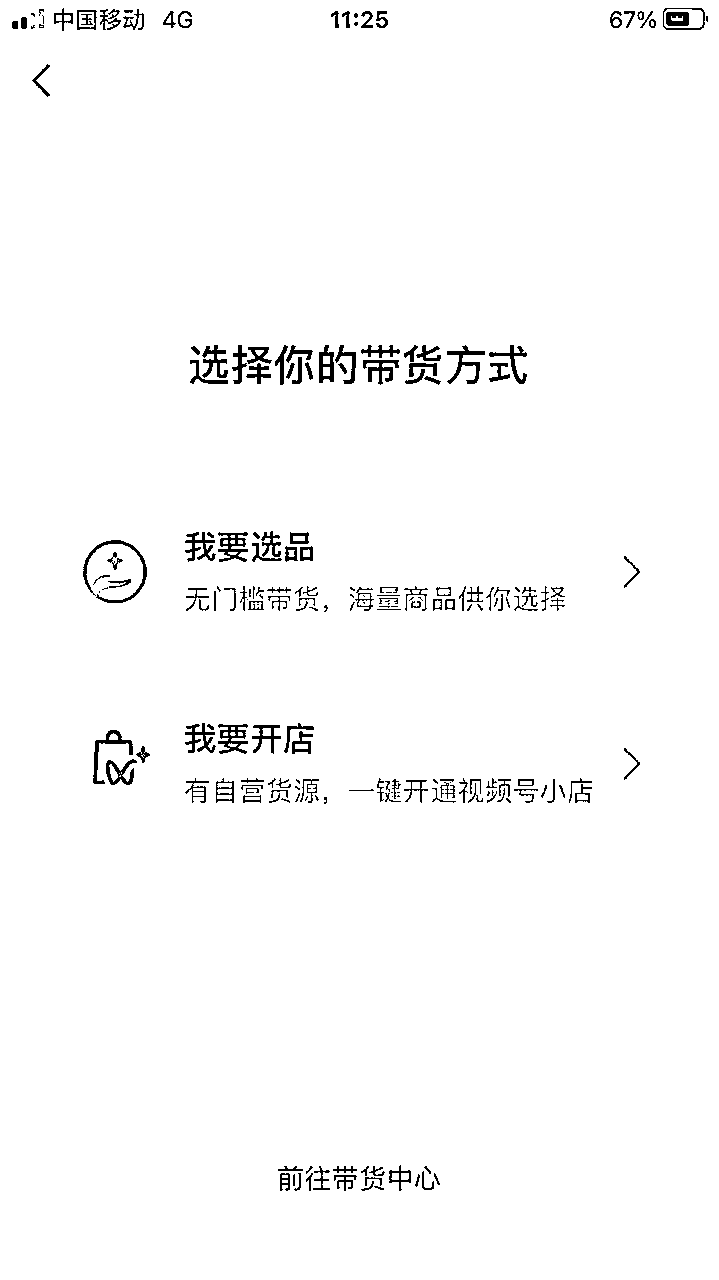 中国移动 4G 11:25 67%
选择你的带货方式
我要选品
无门槛带货，海量商品供你选择
我要开店
有自营货源，一键开通视频号小店
前往带货中心